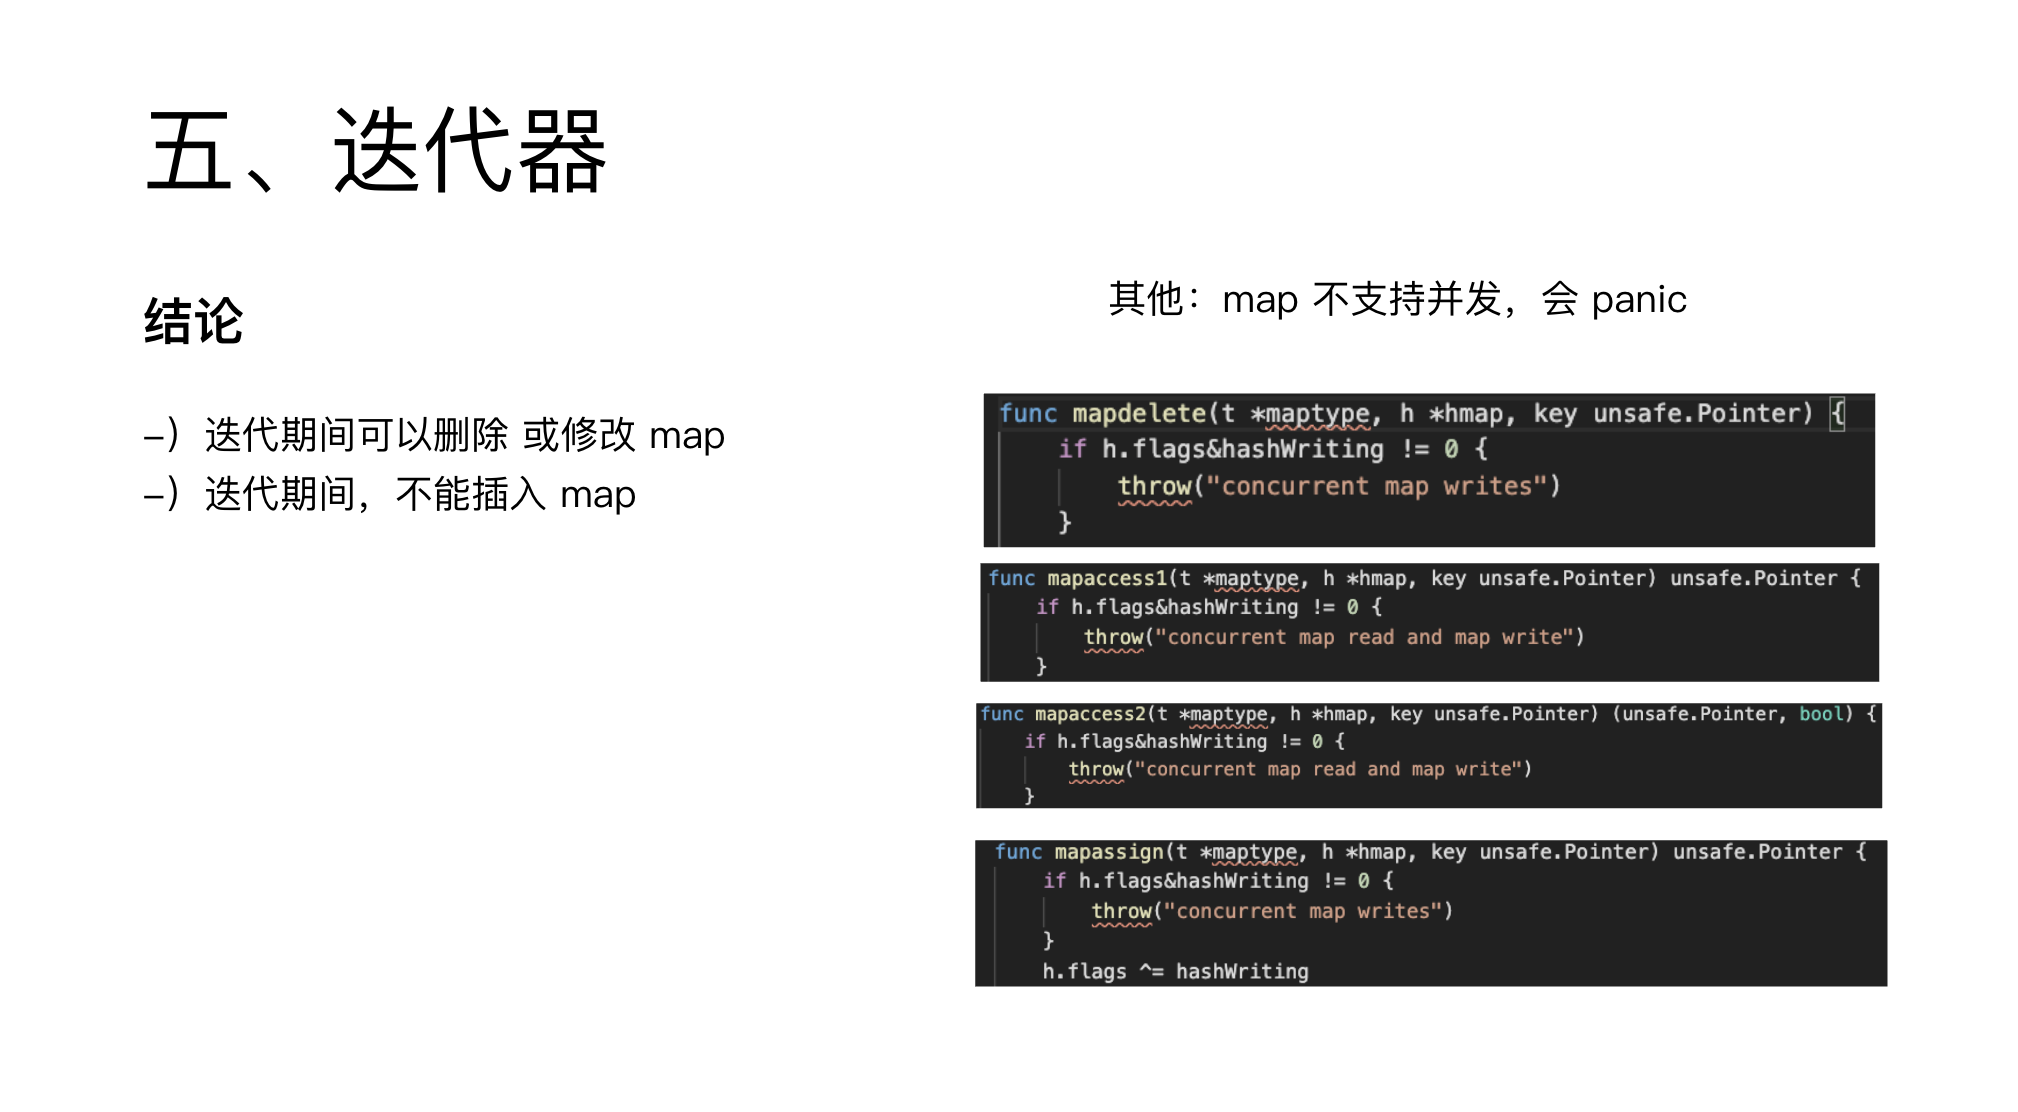 五、迭代器
结论
-）迭代期间可以删除 或修改 map
-）迭代期间，不能插入 map
其他：map 不支持并发，会 panic
func mapdelete(t *maptype, h *hmap, key unsafe.Pointer) {
if h.flags&hashWriting != 0 {
throw("concurrent map writes")
}
func mapaccess1(t *maptype, h *hmap, key unsafe.Pointer) unsafe.Pointer {
if h.flags&hashWriting != 0 {
throw("concurrent map read and map write")
}
func mapaccess2(t *maptype, h *hmap, key unsafe.Pointer) (unsafe.Pointer, bool) {
if h.flags&hashWriting != 0 {
throw("concurrent map read and map write")
}
func mapassign(t *maptype, h *hmap, key unsafe.Pointer) unsafe.Pointer {
if h.flags&hashWriting != 0 {
throw("concurrent map writes")
}
h.flags ^= hashWriting